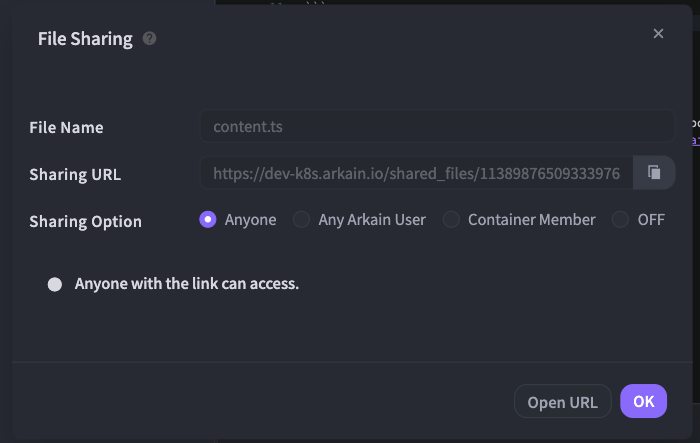 File Sharing ?
File Name content.ts
Sharing URL https://dev-k8s.arkain.io/shared_files/11389876509333976
Sharing Option Anyone Any Arkain User Container Member OFF
Anyone with the link can access.
Open URL OK